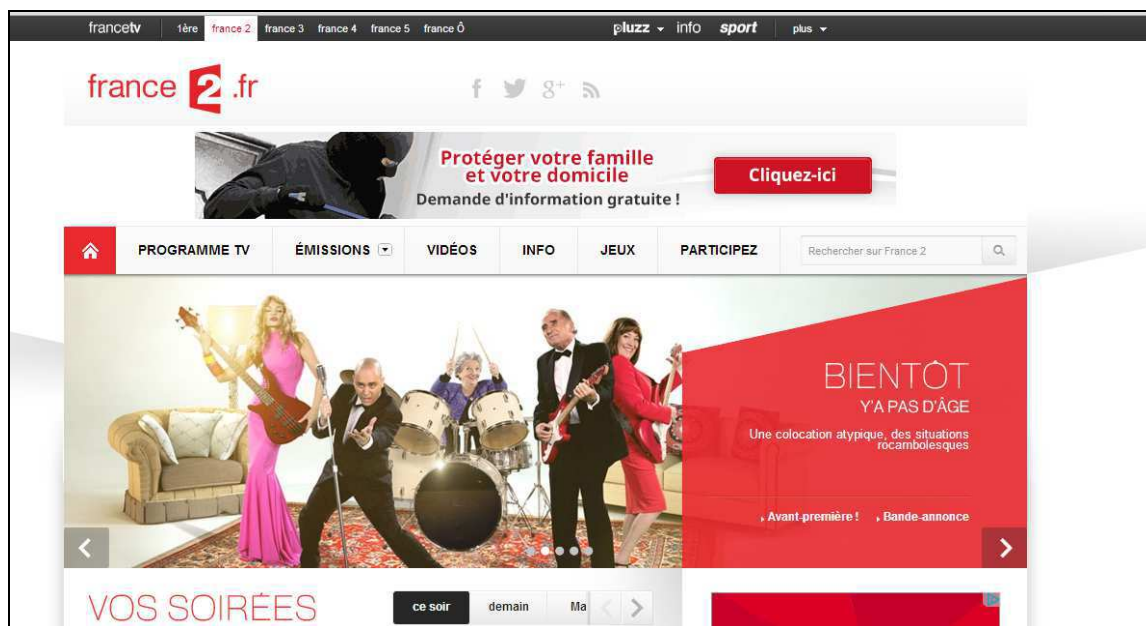 francetv 1ère france 2 france 3 france 4 france 5 france Ô pluzz info sport plus
france 2 .fr f g+
Protéger votre famille
et votre domicile
Demande d'information gratuite !
Cliquez-ici
PROGRAMME TV ÉMISSIONS VIDÉOS INFO JEUX PARTICIPEZ Rechercher sur France 2
BIENTÔT
Y'A PAS D'ÂGE
Une colocation atypique, des situations
rocambolesques
Avant-première ! Bande-annonce
VOS SOIRÉES ce soir demain Ma